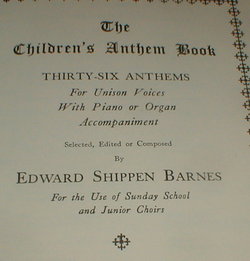 The
Children's Anthem Book
THIRTY-SIX ANTHEMS
For Unison Voices
With Piano or Organ
Accompaniment
Selected, Edited or Composed
By
EDWARD SHIPPEN BARNES
For the Use of Sunday School
and Junior Choirs